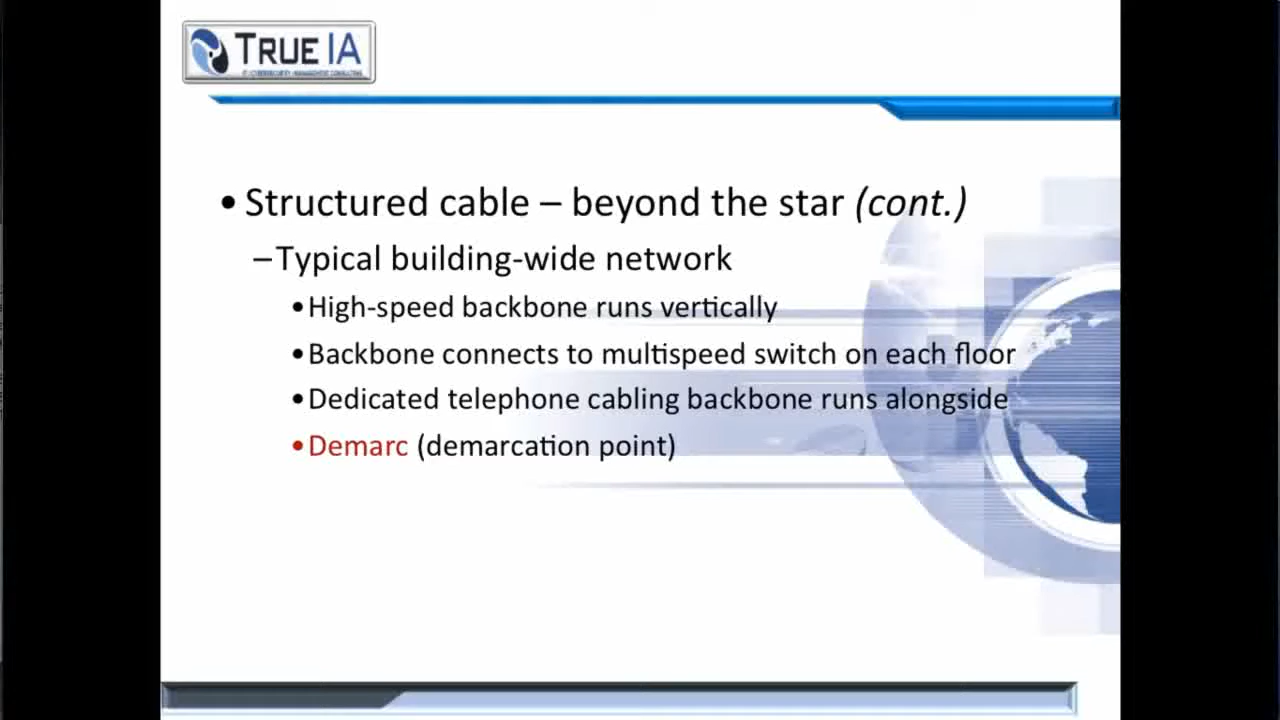 TRUE IA
• Structured cable – beyond the star (cont.)
–Typical building-wide network
•High-speed backbone runs vertically
•Backbone connects to multispeed switch on each floor
•Dedicated telephone cabling backbone runs alongside
•Demarc (demarcation point)